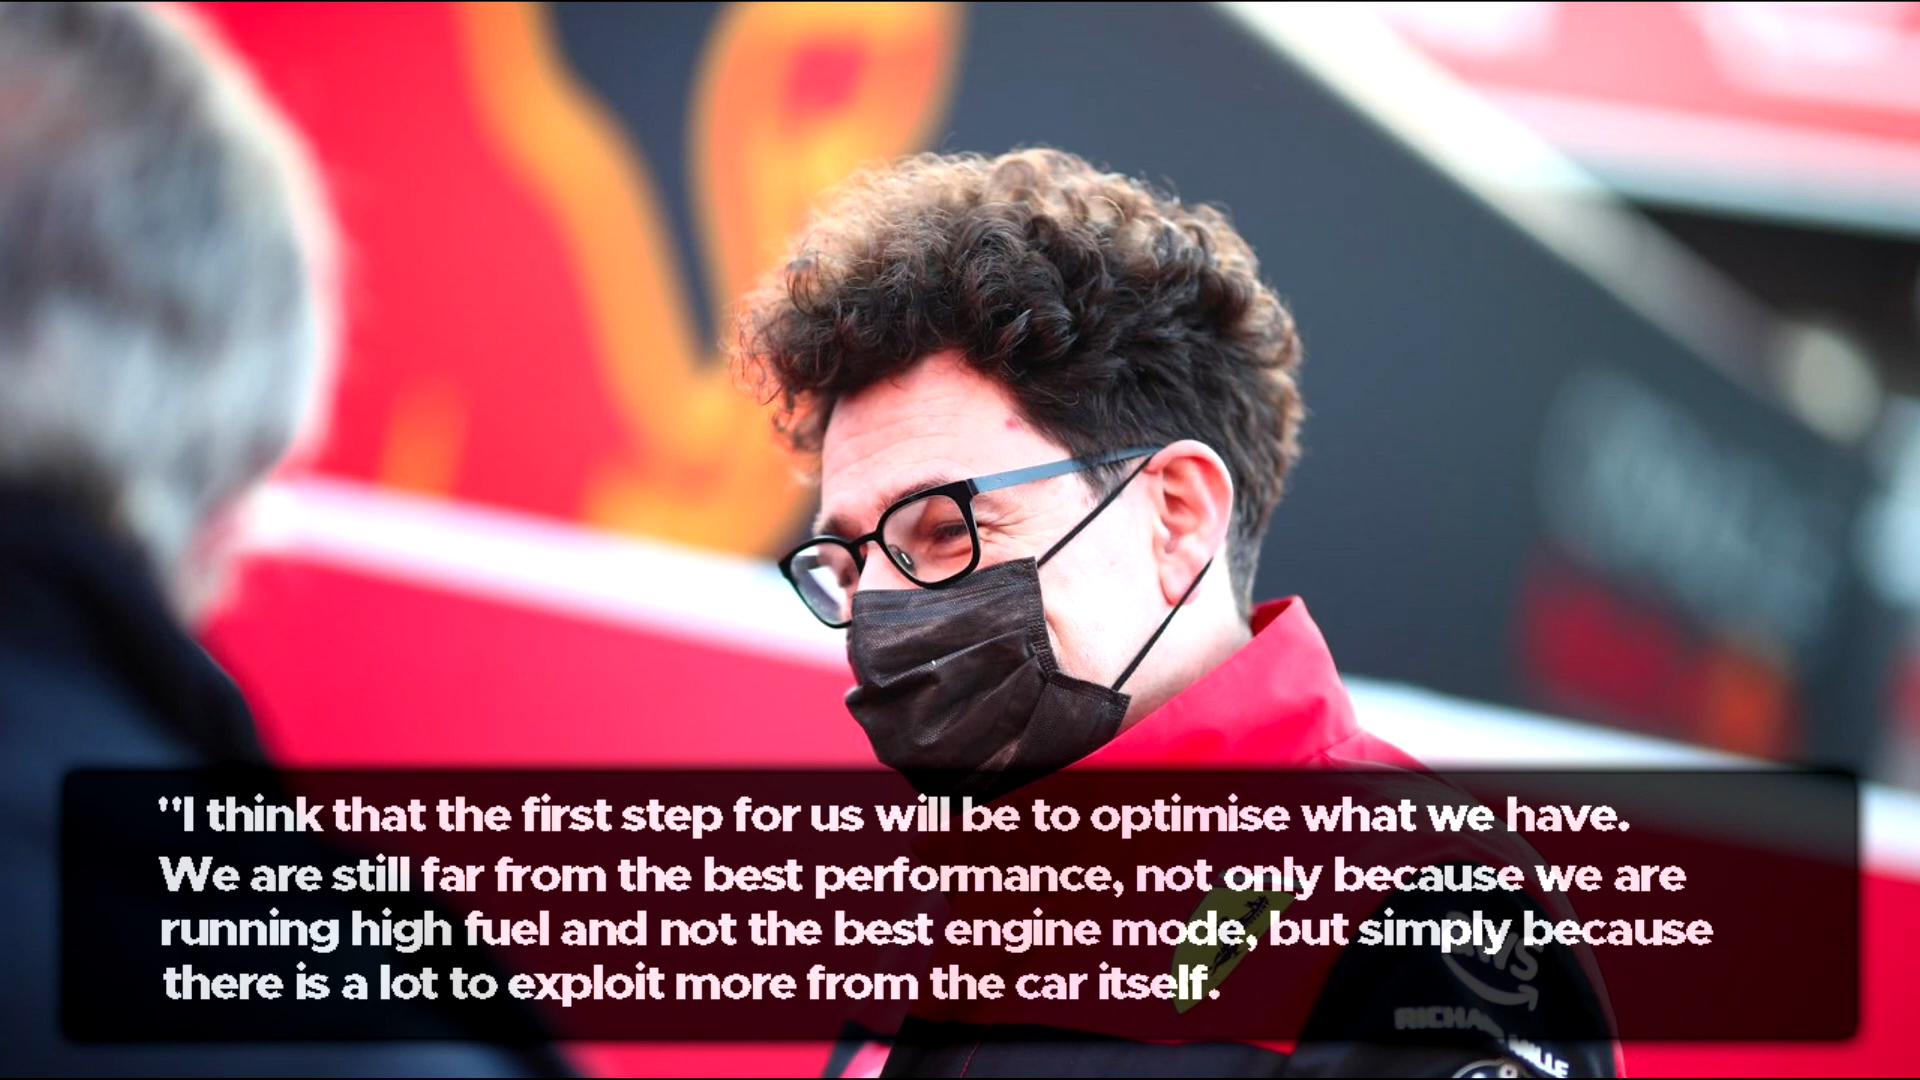 "I think that the first step for us will be to optimise what we have.
We are still far from the best performance, not only because we are
running high fuel and not the best engine mode, but simply because
there is a lot to exploit more from the car itself.
RICHARD MILLE